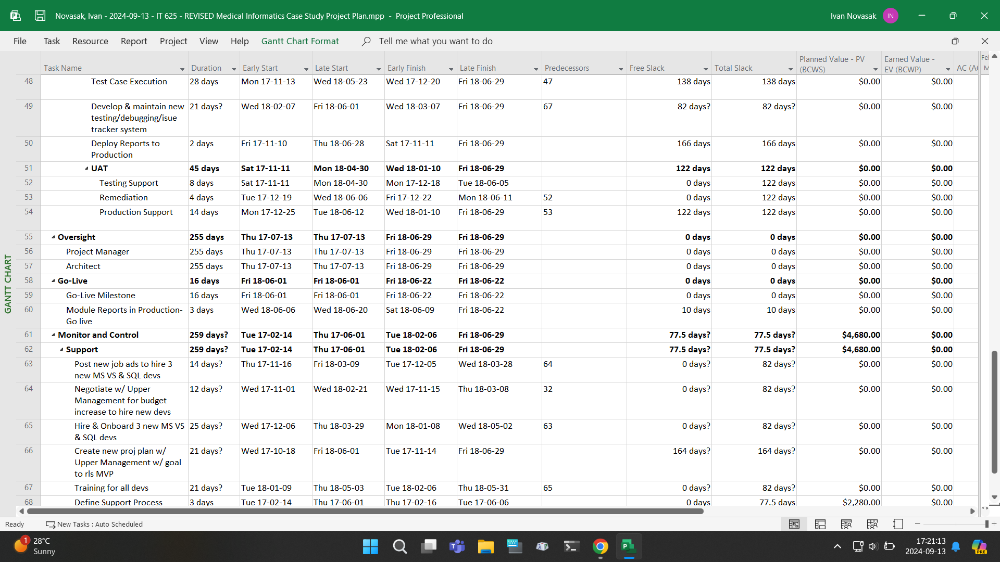 Novasak, Ivan - 2024-09-13 - IT 625 - REVISED Medical Informatics Case Study Project Plan.mpp - Project Professional
Ivan Novasak IN
File Task Resource Report Project View Help Gantt Chart Format Tell me what you want to do
Task Name Duration Early Start Late Start Early Finish Late Finish Predecessors Free Slack Total Slack Planned Value - PV (BCWS) Earned Value - EV (BCWP) AC (A
48 Test Case Execution 28 days Mon 17-11-13 Wed 18-05-23 Wed 17-12-20 Fri 18-06-29 47 138 days 138 days $0.00 $0.00
49 Develop & maintain new testing/debugging/isue tracker system 21 days? Wed 18-02-07 Fri 18-06-01 Wed 18-03-07 Fri 18-06-29 67 82 days? 82 days? $0.00 $0.00
50 Deploy Reports to Production 2 days Fri 17-11-10 Thu 18-06-28 Sat 17-11-11 Fri 18-06-29 166 days 166 days $0.00 $0.00
51 UAT 45 days Sat 17-11-11 Mon 18-04-30 Wed 18-01-10 Fri 18-06-29 122 days 122 days $0.00 $0.00
52 Testing Support 8 days Sat 17-11-11 Mon 18-04-30 Mon 17-12-18 Tue 18-06-05 0 days 122 days $0.00 $0.00
53 Remediation 4 days Tue 17-12-19 Wed 18-06-06 Fri 17-12-22 Mon 18-06-11 52 0 days 122 days $0.00 $0.00
54 Production Support 14 days Mon 17-12-25 Tue 18-06-12 Wed 18-01-10 Fri 18-06-29 53 122 days 122 days $0.00 $0.00
55 Oversight 255 days Thu 17-07-13 Thu 17-07-13 Fri 18-06-29 Fri 18-06-29 0 days 0 days $0.00 $0.00
56 Project Manager 255 days Thu 17-07-13 Thu 17-07-13 Fri 18-06-29 Fri 18-06-29 0 days 0 days $0.00 $0.00
57 Architect 255 days Thu 17-07-13 Thu 17-07-13 Fri 18-06-29 Fri 18-06-29 0 days 0 days $0.00 $0.00
58 Go-Live 16 days Fri 18-06-01 Fri 18-06-01 Fri 18-06-22 Fri 18-06-22 0 days 0 days $0.00 $0.00
59 Go-Live Milestone 16 days Fri 18-06-01 Fri 18-06-01 Fri 18-06-22 Fri 18-06-22 0 days 0 days $0.00 $0.00
60 Module Reports in Production- Go live 3 days Wed 18-06-06 Wed 18-06-20 Sat 18-06-09 Fri 18-06-22 10 days 10 days $0.00 $0.00
61 Monitor and Control 259 days? Tue 17-02-14 Thu 17-06-01 Tue 18-02-06 Fri 18-06-29 77.5 days? 77.5 days? $4,680.00 $0.00
62 Support 259 days? Tue 17-02-14 Thu 17-06-01 Tue 18-02-06 Fri 18-06-29 77.5 days? 77.5 days? $4,680.00 $0.00
63 Post new job ads to hire 3 new MS VS & SQL devs 14 days? Thu 17-11-16 Fri 18-03-09 Tue 17-12-05 Wed 18-03-28 64 0 days? 82 days? $0.00 $0.00
64 Negotiate w/ Upper Management for budget increase to hire new devs 12 days? Wed 17-11-01 Wed 18-02-21 Wed 17-11-15 Thu 18-03-08 32 0 days? 82 days? $0.00 $0.00
65 Hire & Onboard 3 new MS VS & SQL devs 25 days? Wed 17-12-06 Thu 18-03-29 Mon 18-01-08 Wed 18-05-02 63 0 days? 82 days? $0.00 $0.00
66 Create new proj plan w/ Upper Management w/ goal to rls MVP 21 days? Wed 17-10-18 Fri 18-06-01 Tue 17-11-14 Fri 18-06-29 164 days? 164 days? $0.00 $0.00
67 Training for all devs 21 days? Tue 18-01-09 Thu 18-05-03 Tue 18-02-06 Thu 18-05-31 65 0 days? 82 days? $0.00 $0.00
68 Define Support Process 3 days Tue 17-02-14 Thu 17-06-01 Thu 17-02-16 Tue 17-06-06 0 days 77.5 days $2,280.00 $0.00
GANTT CHART
Ready New Tasks : Auto Scheduled
1 28°C
Sunny
17:21:13
2024-09-13
PRE